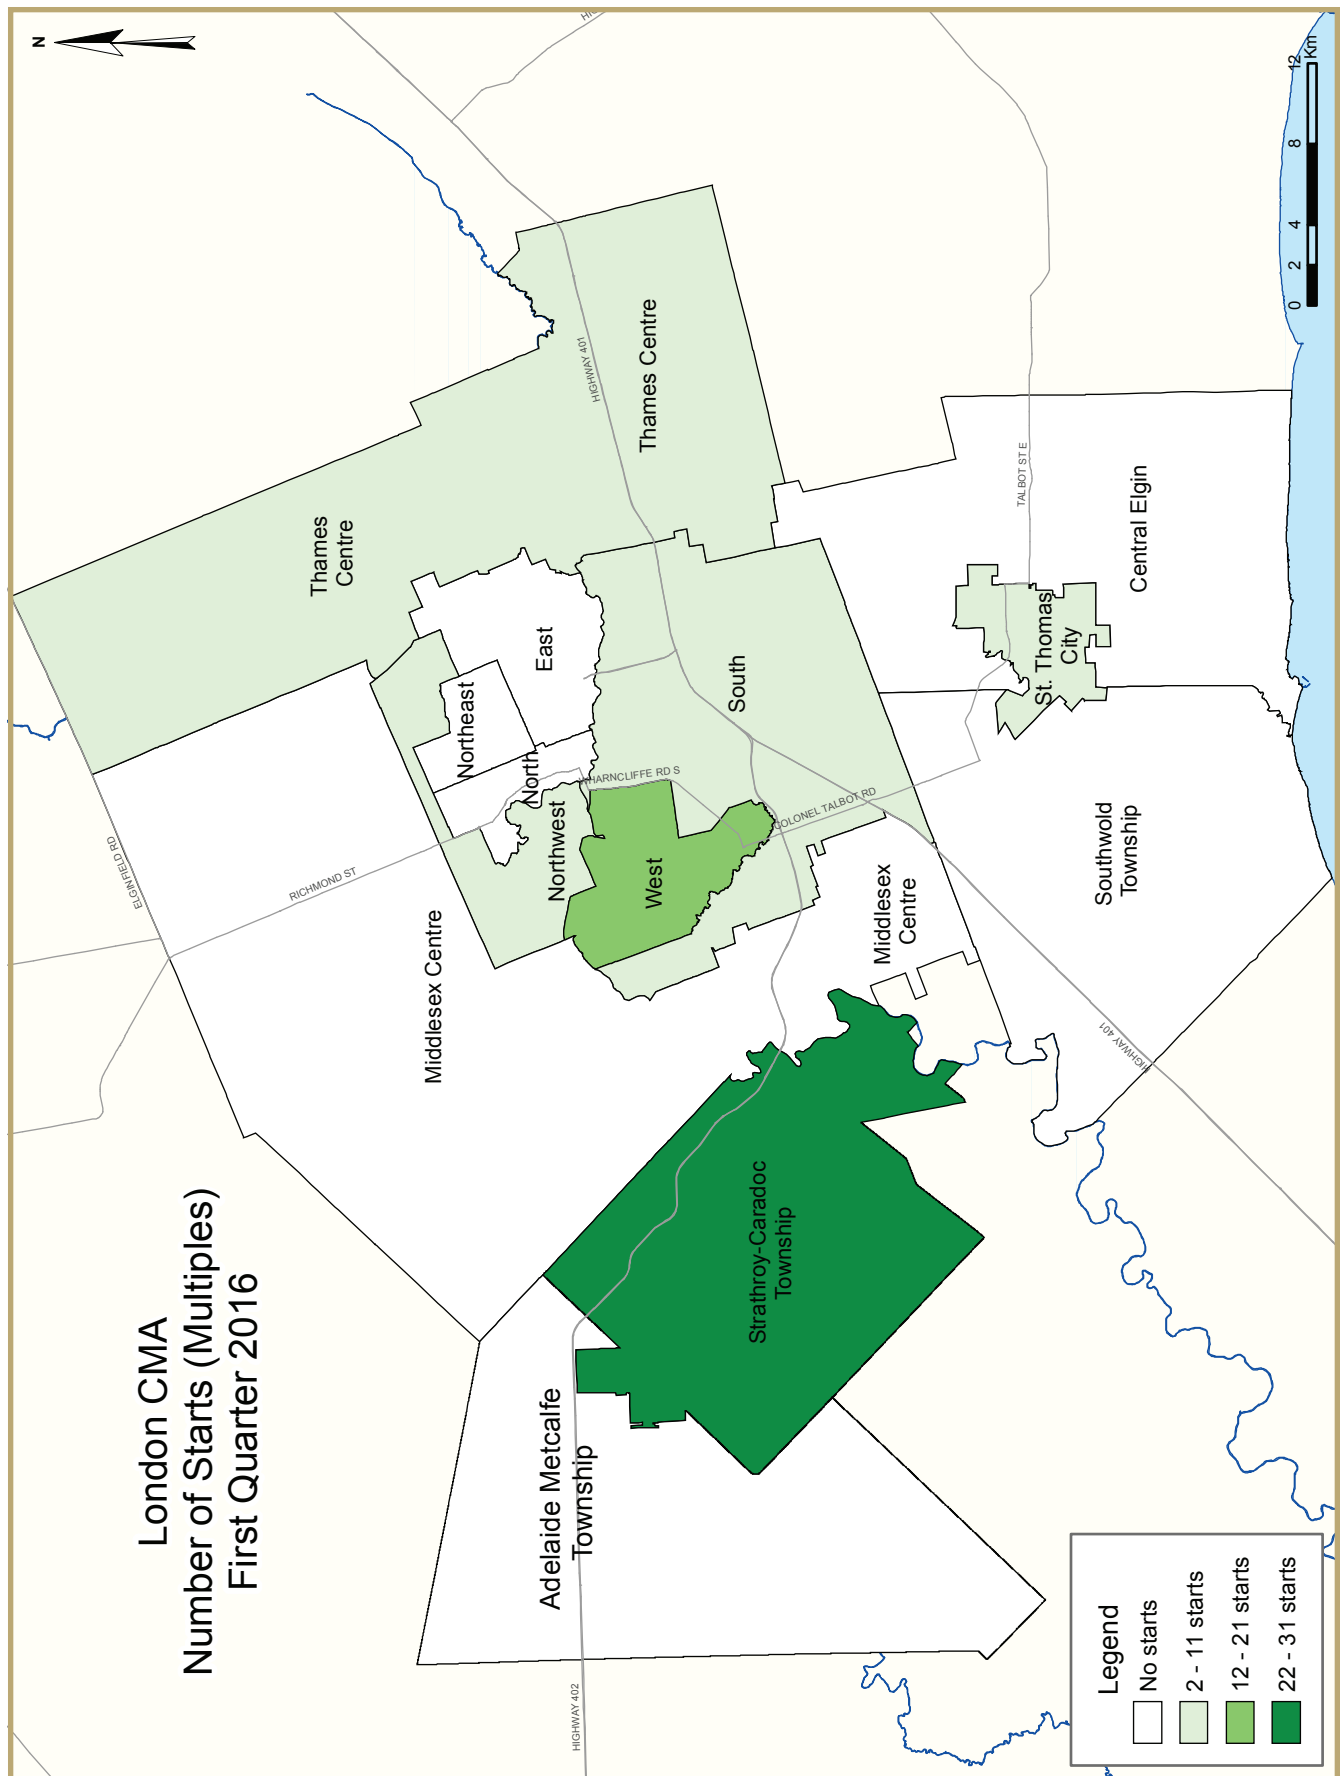 London CMA
Number of Starts (Multiples)
First Quarter 2016
N
ELGINFIELD RD
RICHMOND ST
Middlesex Centre
Thames
Centre
Northeast
North
East
Northwest
WHARNCLIFFE RD S
West
South
HIGHWAY 401
Thames Centre
Adelaide Metcalfe
Township
HIGHWAY 402
Strathroy-Caradoc
Township
COLONEL TALBOT RD
Middlesex
Centre
St. Thomas
City
TALBOT ST E
Central Elgin
Southwold
Township
HIGHWAY 401
Legend
No starts
2 - 11 starts
12 - 21 starts
22 - 31 starts
0 2 4 8 12
Km